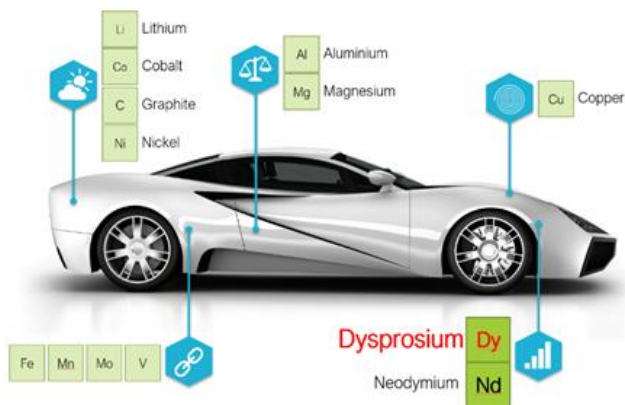 Li Lithium
Co Cobalt
C Graphite
Ni Nickel
Al Aluminium
Mg Magnesium
Cu Copper
Fe Mn Mo V
Dysprosium Dy
Neodymium Nd